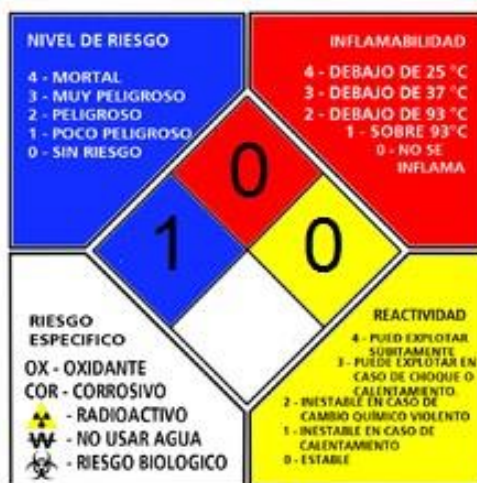 NIVEL DE RIESGO
4 - MORTAL
3 - MUY PELIGROSO
2 - PELIGROSO
1 - POCO PELIGROSO
0 - SIN RIESGO
INFLAMABILIDAD
4 - DEBAJO DE 25 °C
3 - DEBAJO DE 37 °C
2 - DEBAJO DE 93 °C
1 - SOBRE 93°C
0 - NO SE
INFLAMA
0
1
0
RIESGO
ESPECIFICO
OX - OXIDANTE
COR - CORROSIVO
- RADIOACTIVO
W - NO USAR AGUA
- RIESGO BIOLOGICO
REACTIVIDAD
4 - PUED EXPLOTAR
SÚBITAMENTE
3 - PUEDE EXPLOTAR EN
CASO DE CHOQUE O
CALENTAMIENTO.
2 - INESTABLE EN CASO DE
CAMBIO QUÍMICO VIOLENTO
1 - INESTABLE EN CASO DE
CALENTAMIENTO
0 - ESTABLE